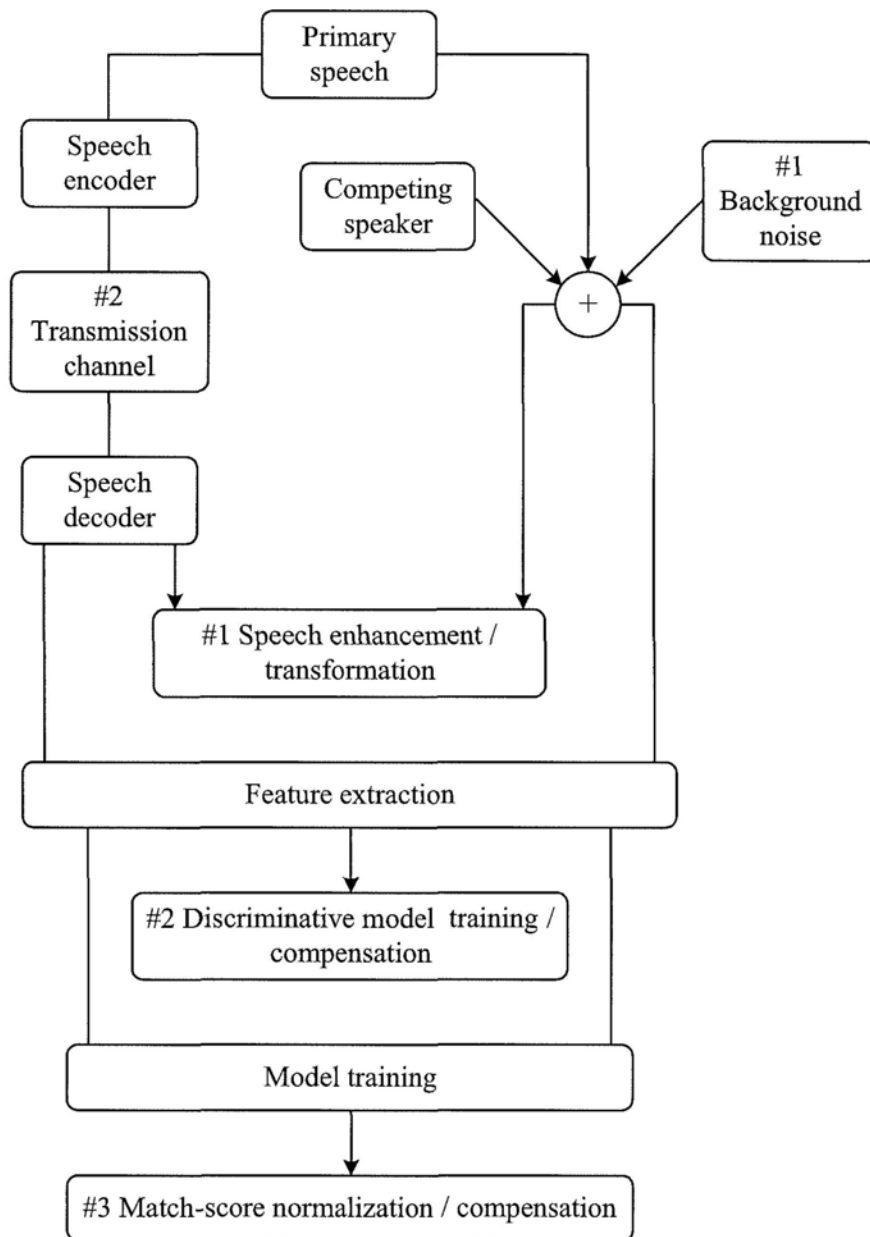 Primary
speech
Speech
encoder
Competing
speaker
#1
Background
noise
+
#2
Transmission
channel
Speech
decoder
#1 Speech enhancement /
transformation
Feature extraction
#2 Discriminative model training /
compensation
Model training
#3 Match-score normalization / compensation